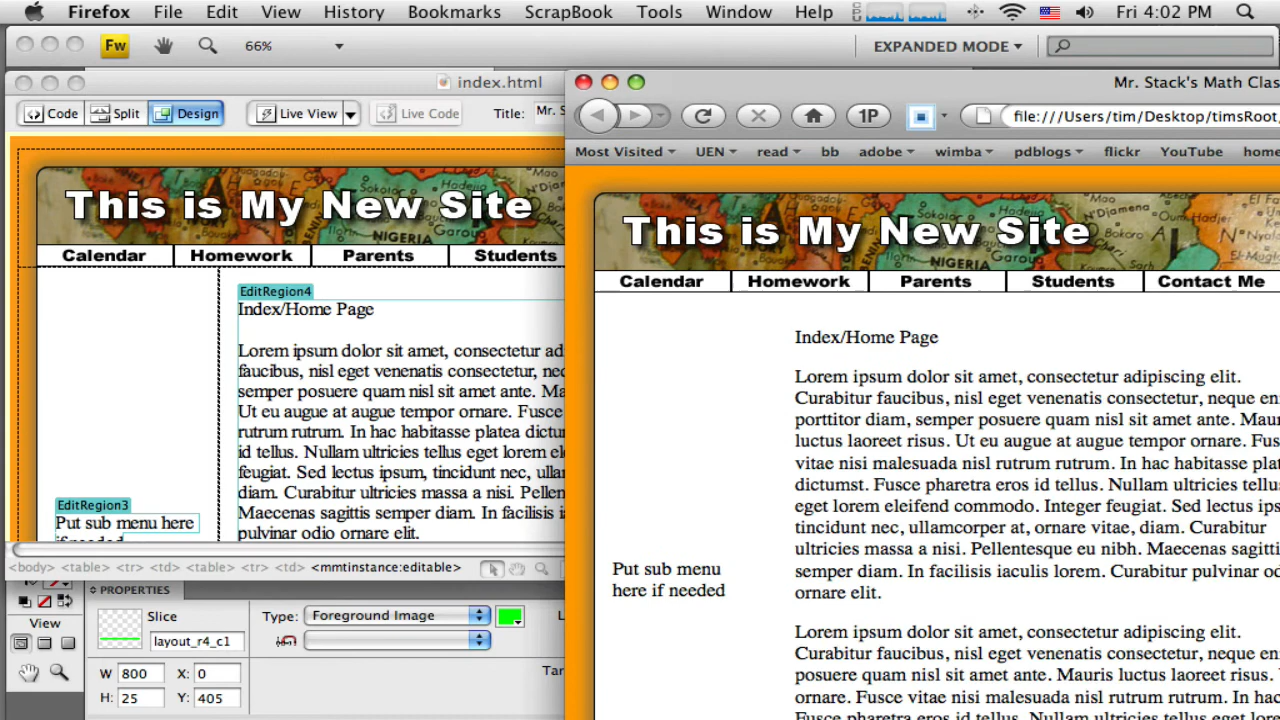 Firefox File Edit View History Bookmarks ScrapBook Tools Window Help Fri 4:02 PM
Fw 66% EXPANDED MODE
index.html
Code Split Design Live View Live Code Title: Mr. S
This is My New Site
Calendar Homework Parents Students
EditRegion4
Index/Home Page
Lorem ipsum dolor sit amet, consectetur ad
faucibus, nisl eget venenatis consectetur, nec
semper posuere quam nisl sit amet ante. Ma
Ut eu augue at augue tempor ornare. Fusce
rutrum rutrum. In hac habitasse platea dictu
id tellus. Nullam ultricies tellus eget lorem el
feugiat. Sed lectus ipsum, tincidunt nec, ulla
diam. Curabitur ultricies massa a nisi. Pellen
Maecenas sagittis semper diam. In facilisis ia
pulvinar odio ornare elit.
EditRegion3
Put sub menu here
if needed
<body> <table> <tr> <td> <table> <tr> <td> <mmtinstance:editable>
PROPERTIES
View
Slice
layout_r4_c1
Type: Foreground Image
W 800 X: 0
H: 25 Y: 405
Tar
Mr. Stack's Math Clas
1P file:///Users/tim/Desktop/timsRoot/
Most Visited UEN read bb adobe wimba pdblogs flickr YouTube home
This is My New Site
Calendar Homework Parents Students Contact Me
Index/Home Page
Lorem ipsum dolor sit amet, consectetur adipiscing elit.
Curabitur faucibus, nisl eget venenatis consectetur, neque en
porttitor diam, semper posuere quam nisl sit amet ante. Mau
luctus laoreet risus. Ut eu augue at augue tempor ornare. F
vitae nisi malesuada nisl rutrum rutrum. In hac habitasse plat
dictumst. Fusce pharetra eros id tellus. Nullam ultricies tellu
eget lorem eleifend commodo. Integer feugiat. Sed lectus ip
tincidunt nec, ullamcorper at, ornare vitae, diam. Curabitur
ultricies massa a nisi. Pellentesque eu nibh. Maecenas sagitti
semper diam. In facilisis iaculis lorem. Curabitur pulvinar od
ornare elit.
Put sub menu
here if needed
Lorem ipsum dolor sit amet, consectetur adipiscing elit.
Curabitur faucibus, nisl eget venenatis consectetur, neque en
posuere quam nisl sit amet ante. Mauris luctus laoreet risus.
ornare. Fusce vitae nisi malesuada nisl rutrum rutrum. In hac